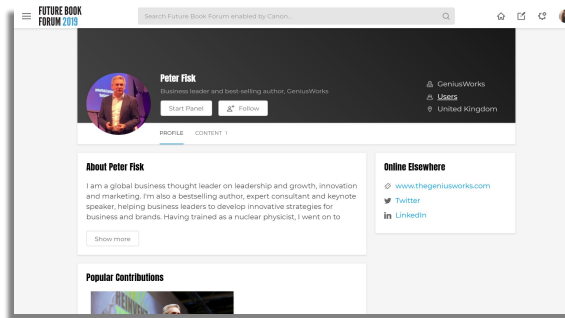 FUTURE BOOK
FORUM 2019
Search Future Book Forum enabled by Canon...
Peter Fisk
Business leader and best-selling author, GeniusWorks
Start Panel
Follow
GeniusWorks
Users
United Kingdom
PROFILE
CONTENT 1
About Peter Fisk
I am a global business thought leader on leadership and growth, innovation
and marketing. I'm also a bestselling author, expert consultant and keynote
speaker, helping business leaders to develop innovative strategies for
business and brands. Having trained as a nuclear physicist, I went on to
Show more
Online Elsewhere
www.thegeniusworks.com
Twitter
LinkedIn
Popular Contributions